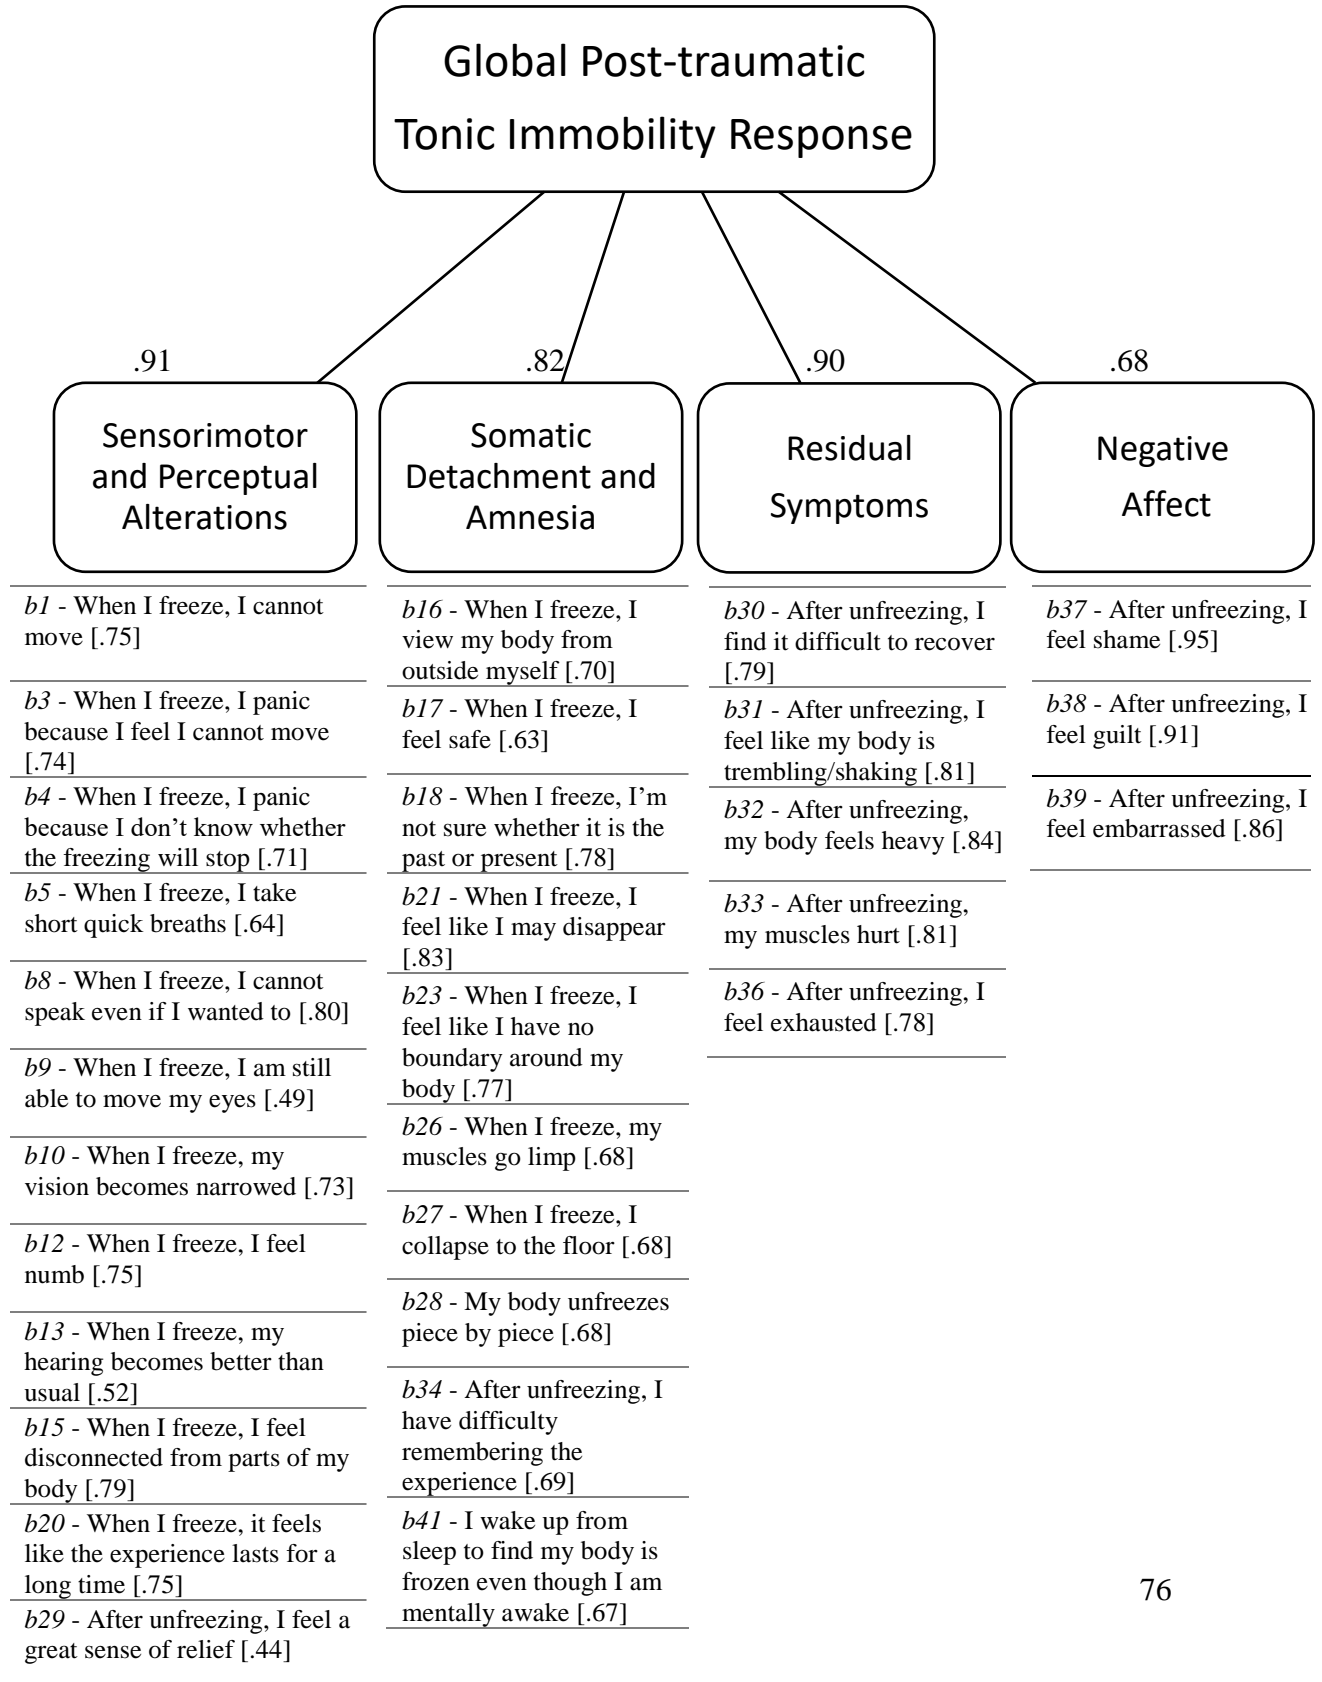 Global Post-traumatic
Tonic Immobility Response
.91
.82
.90
.68
Sensorimotor
and Perceptual
Alterations
Somatic
Detachment and
Amnesia
Residual
Symptoms
Negative
Affect
b1 - When I freeze, I cannot
move [.75]
b3 - When I freeze, I panic
because I feel I cannot move
[.74]
b4 - When I freeze, I panic
because I don’t know whether
the freezing will stop [.71]
b5 - When I freeze, I take
short quick breaths [.64]
b8 - When I freeze, I cannot
speak even if I wanted to [.80]
b9 - When I freeze, I am still
able to move my eyes [.49]
b10 - When I freeze, my
vision becomes narrowed [.73]
b12 - When I freeze, I feel
numb [.75]
b13 - When I freeze, my
hearing becomes better than
usual [.52]
b15 - When I freeze, I feel
disconnected from parts of my
body [.79]
b20 - When I freeze, it feels
like the experience lasts for a
long time [.75]
b29 - After unfreezing, I feel a
great sense of relief [.44]
b16 - When I freeze, I
view my body from
outside myself [.70]
b17 - When I freeze, I
feel safe [.63]
b18 - When I freeze, I’m
not sure whether it is the
past or present [.78]
b21 - When I freeze, I
feel like I may disappear
[.83]
b23 - When I freeze, I
feel like I have no
boundary around my
body [.77]
b26 - When I freeze, my
muscles go limp [.68]
b27 - When I freeze, I
collapse to the floor [.68]
b28 - My body unfreezes
piece by piece [.68]
b34 - After unfreezing, I
have difficulty
remembering the
experience [.69]
b41 - I wake up from
sleep to find my body is
frozen even though I am
mentally awake [.67]
b30 - After unfreezing, I
find it difficult to recover
[.79]
b31 - After unfreezing, I
feel like my body is
trembling/shaking [.81]
b32 - After unfreezing,
my body feels heavy [.84]
b33 - After unfreezing,
my muscles hurt [.81]
b36 - After unfreezing, I
feel exhausted [.78]
b37 - After unfreezing, I
feel shame [.95]
b38 - After unfreezing, I
feel guilt [.91]
b39 - After unfreezing, I
feel embarrassed [.86]
76